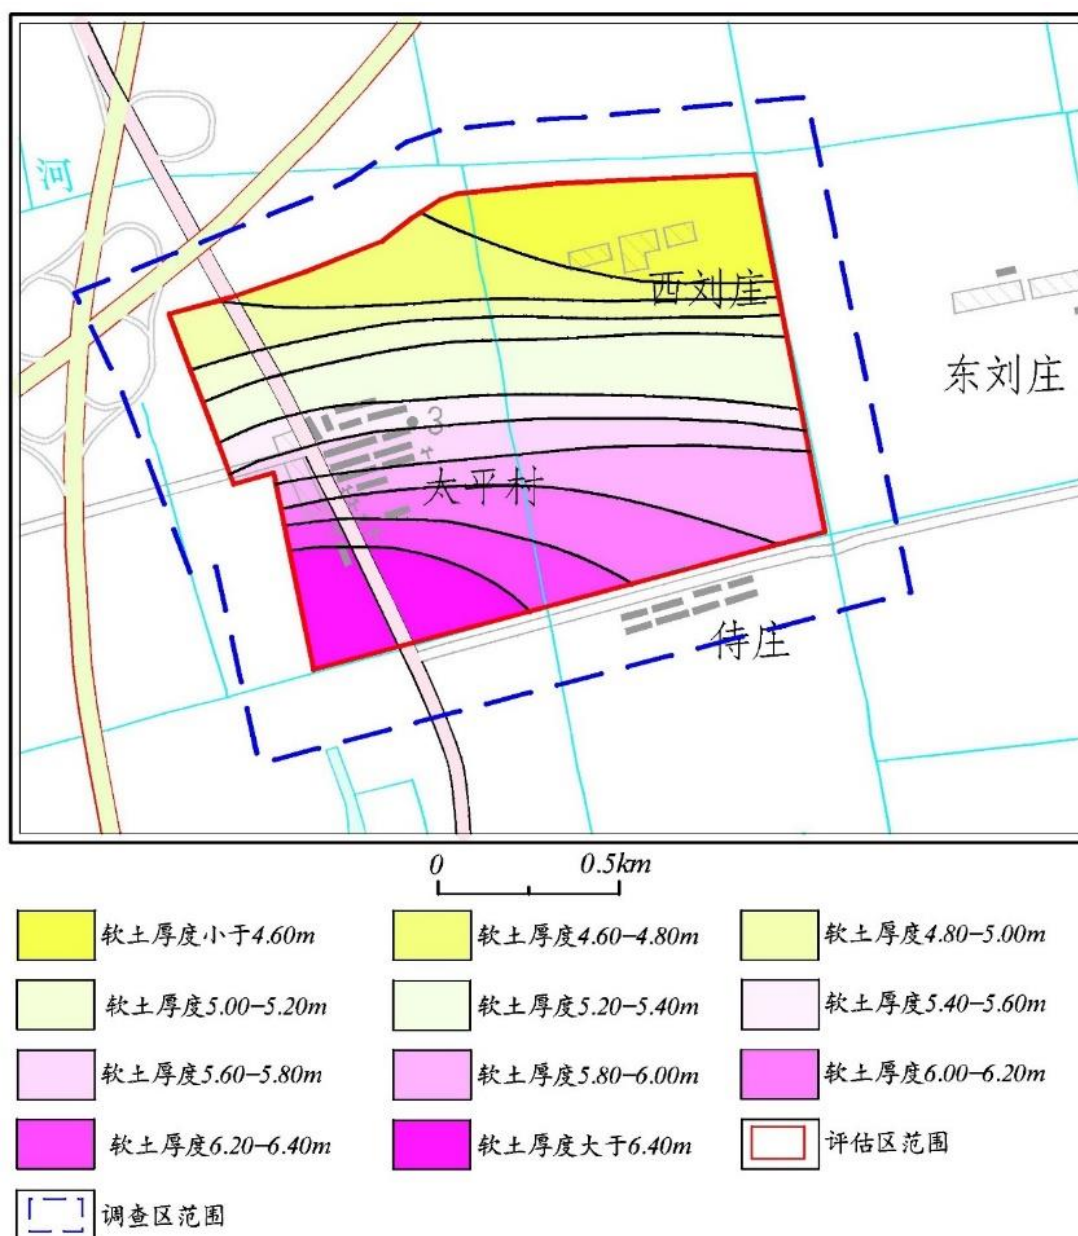 河
西刘庄
东刘庄
3
太平村
侍庄
0 0.5km
软土厚度小于4.60m 软土厚度4.60-4.80m 软土厚度4.80-5.00m
软土厚度5.00-5.20m 软土厚度5.20-5.40m 软土厚度5.40-5.60m
软土厚度5.60-5.80m 软土厚度5.80-6.00m 软土厚度6.00-6.20m
软土厚度6.20-6.40m 软土厚度大于6.40m 评估区范围
调查区范围